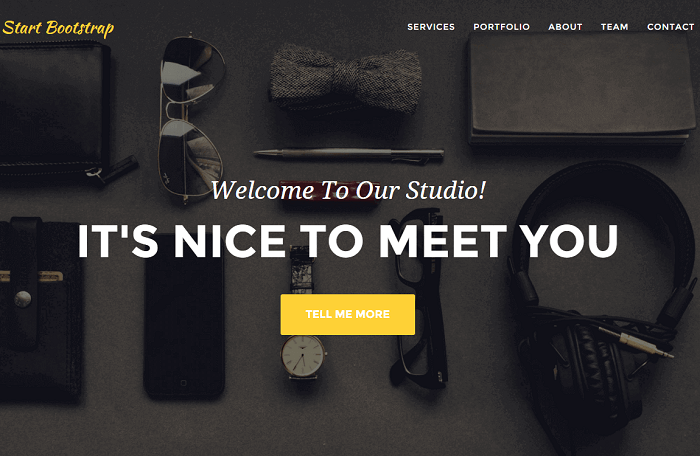 Start Bootstrap
SERVICES PORTFOLIO ABOUT TEAM CONTACT
Welcome To Our Studio!
IT'S NICE TO MEET YOU
TELL ME MORE